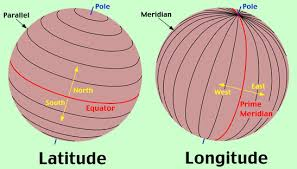 Parallel
Pole
North
South
Equator
Latitude
Meridian
Pole
East
West
Prime
Meridian
Longitude